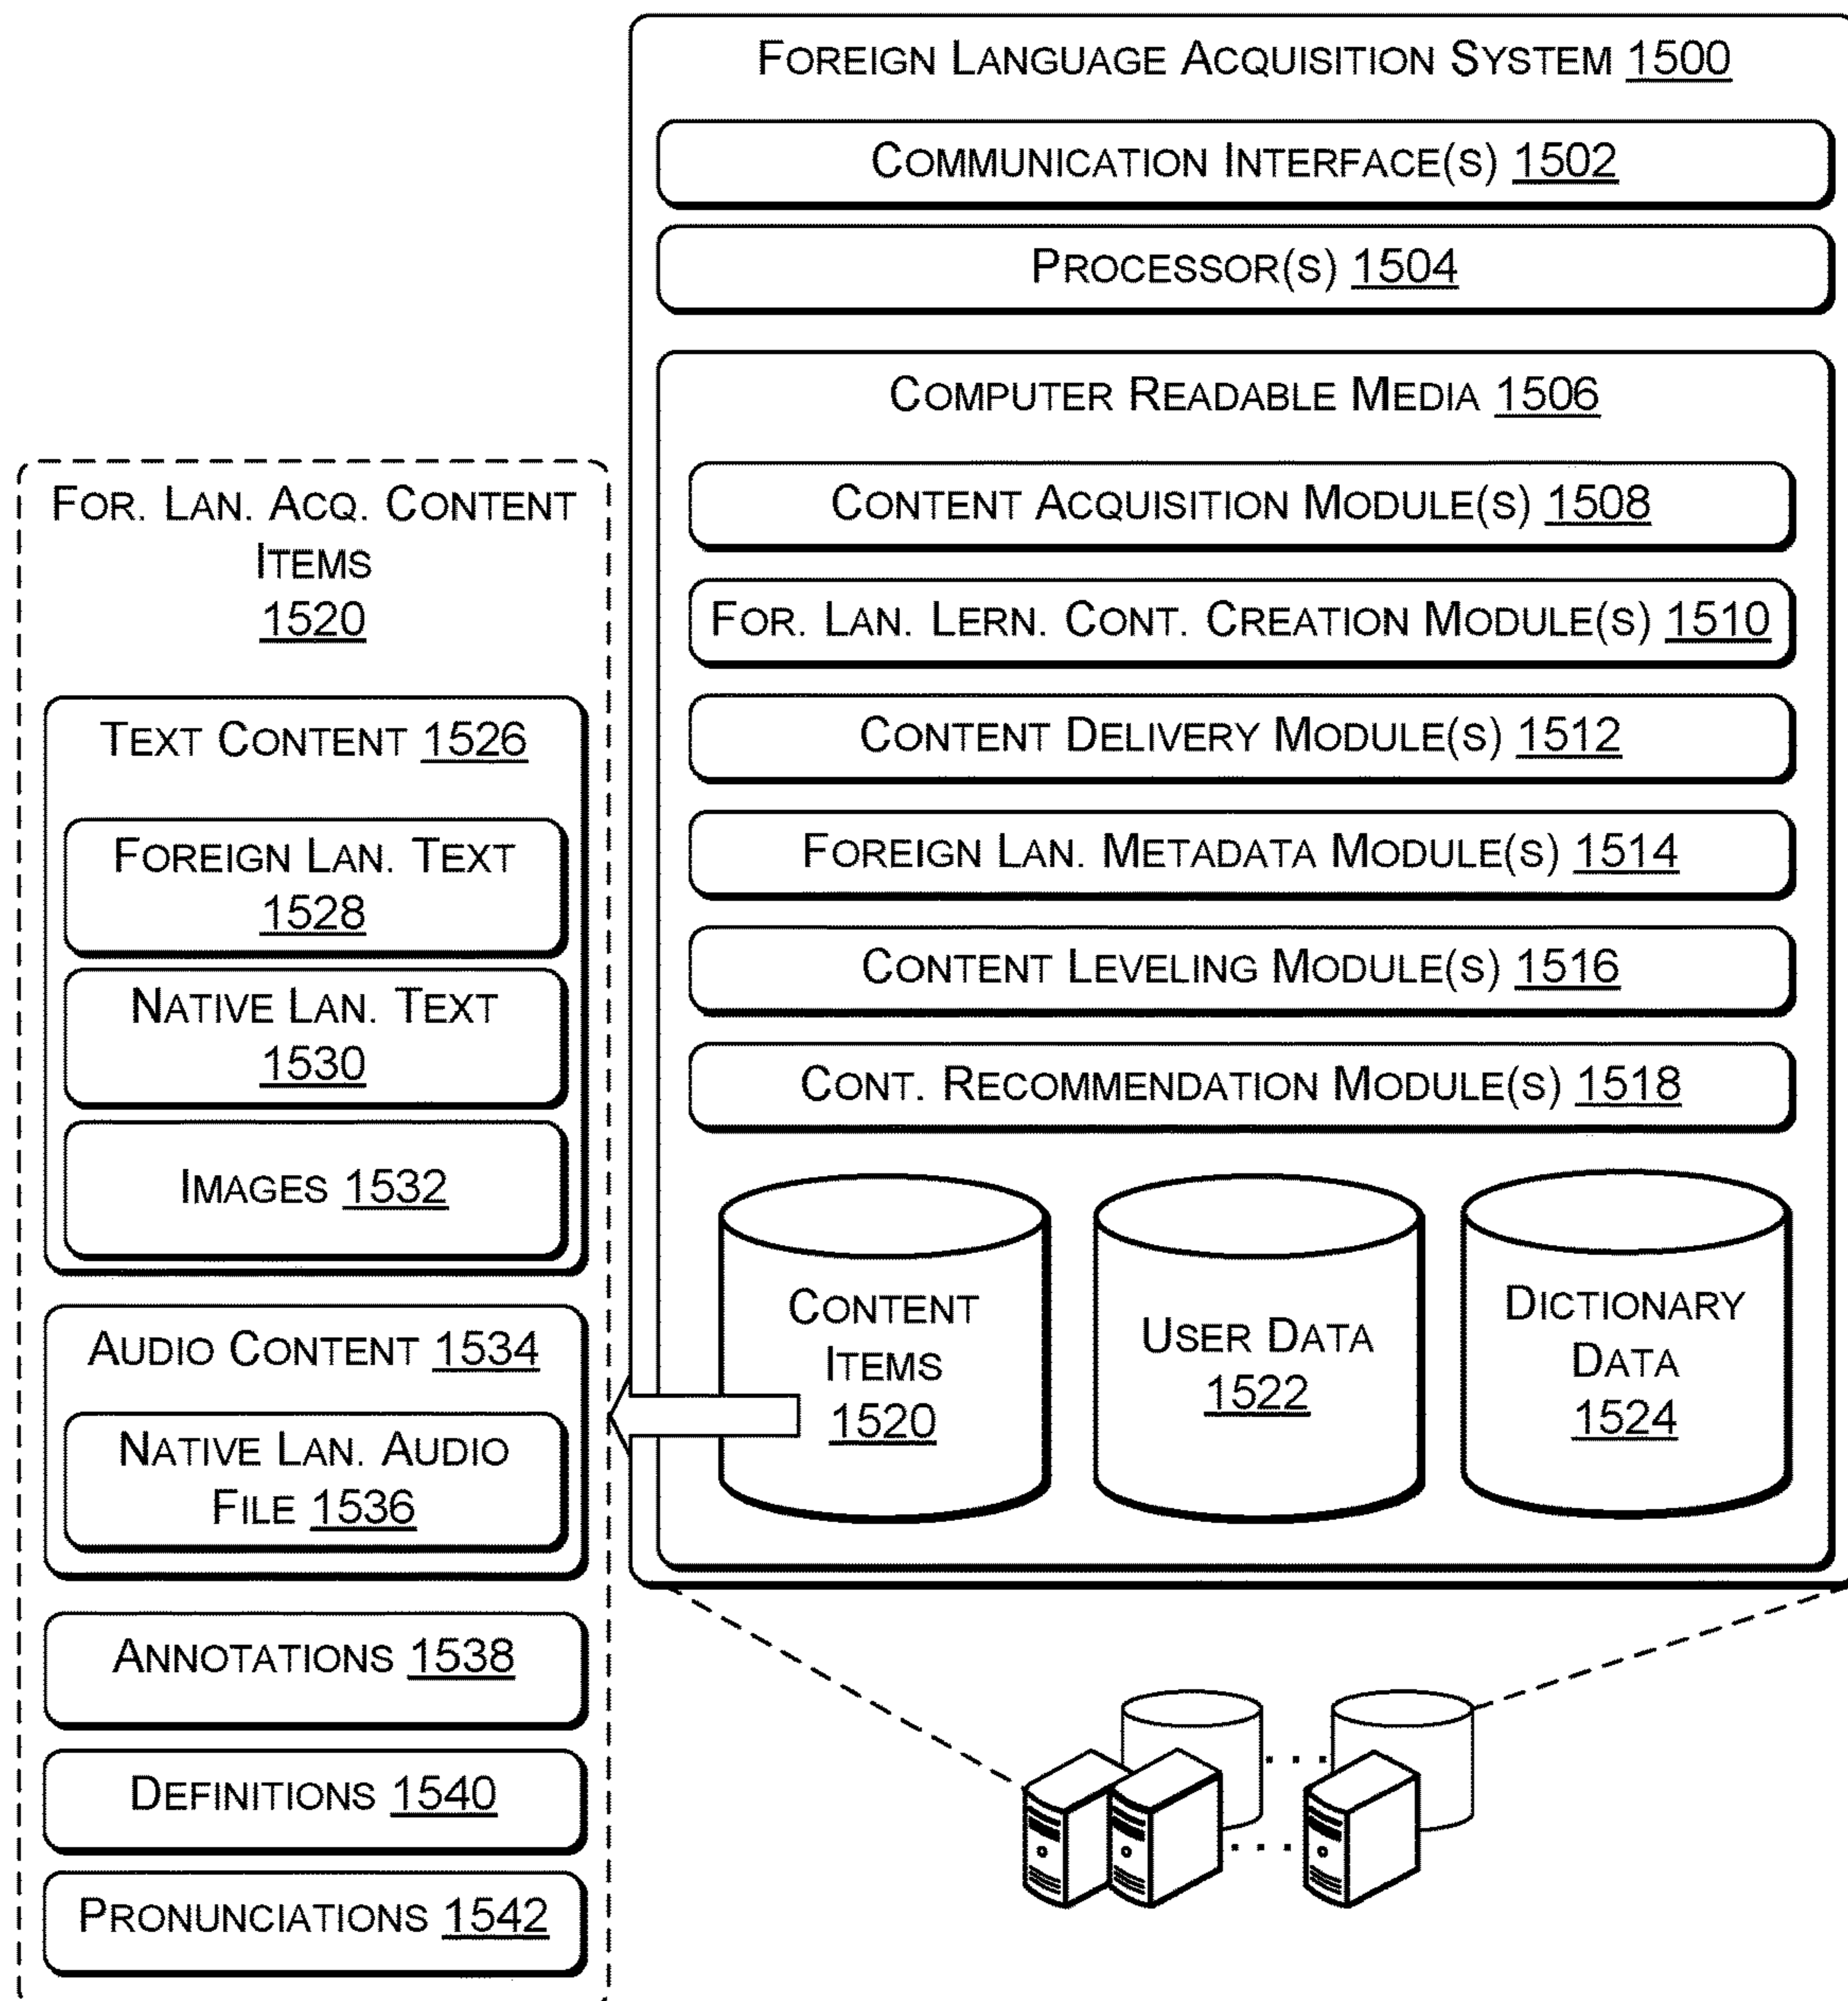 FOREIGN LANGUAGE ACQUISITION SYSTEM 1500
COMMUNICATION INTERFACE(S) 1502
PROCESSOR(S) 1504
COMPUTER READABLE MEDIA 1506
CONTENT ACQUISITION MODULE(S) 1508
FOR. LAN. LERN. CONT. CREATION MODULE(S) 1510
CONTENT DELIVERY MODULE(S) 1512
FOREIGN LAN. METADATA MODULE(S) 1514
CONTENT LEVELING MODULE(S) 1516
CONT. RECOMMENDATION MODULE(S) 1518
CONTENT
ITEMS
1520
USER DATA
1522
DICTIONARY
DATA
1524
FOR. LAN. ACQ. CONTENT
ITEMS
1520
TEXT CONTENT 1526
FOREIGN LAN. TEXT
1528
NATIVE LAN. TEXT
1530
IMAGES 1532
AUDIO CONTENT 1534
NATIVE LAN. AUDIO
FILE 1536
ANNOTATIONS 1538
DEFINITIONS 1540
PRONUNCIATIONS 1542